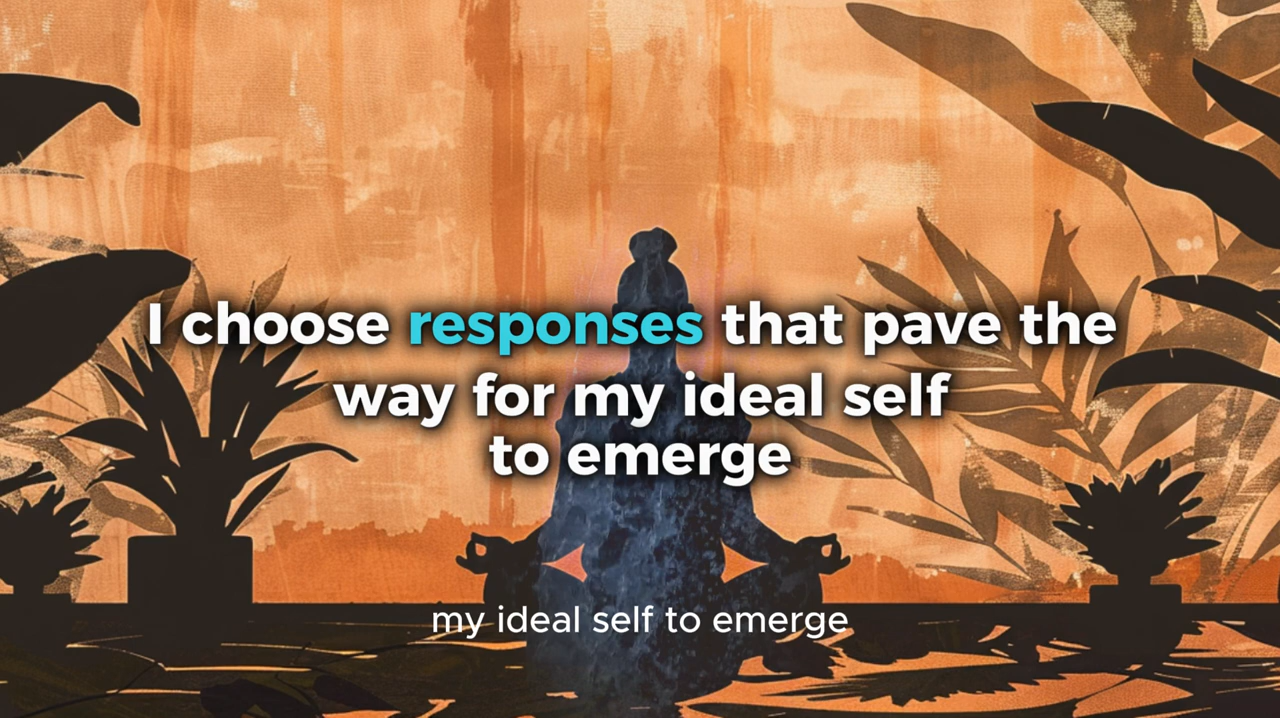 I choose responses that pave the
way for my ideal self
to emerge
my ideal self to emerge